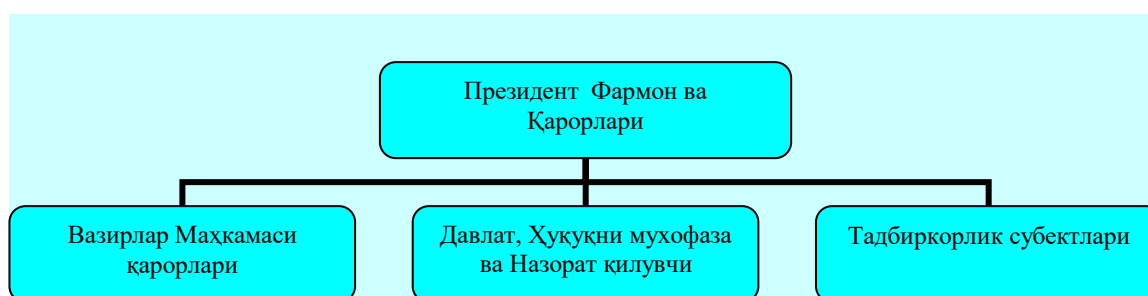 Президент Фармон ва
Қарорлари
Вазирлар Маҳкамаси
қарорлари
Давлат, Ҳуқуқни мухофаза
ва Назорат қилувчи
Тадбиркорлик субектлари